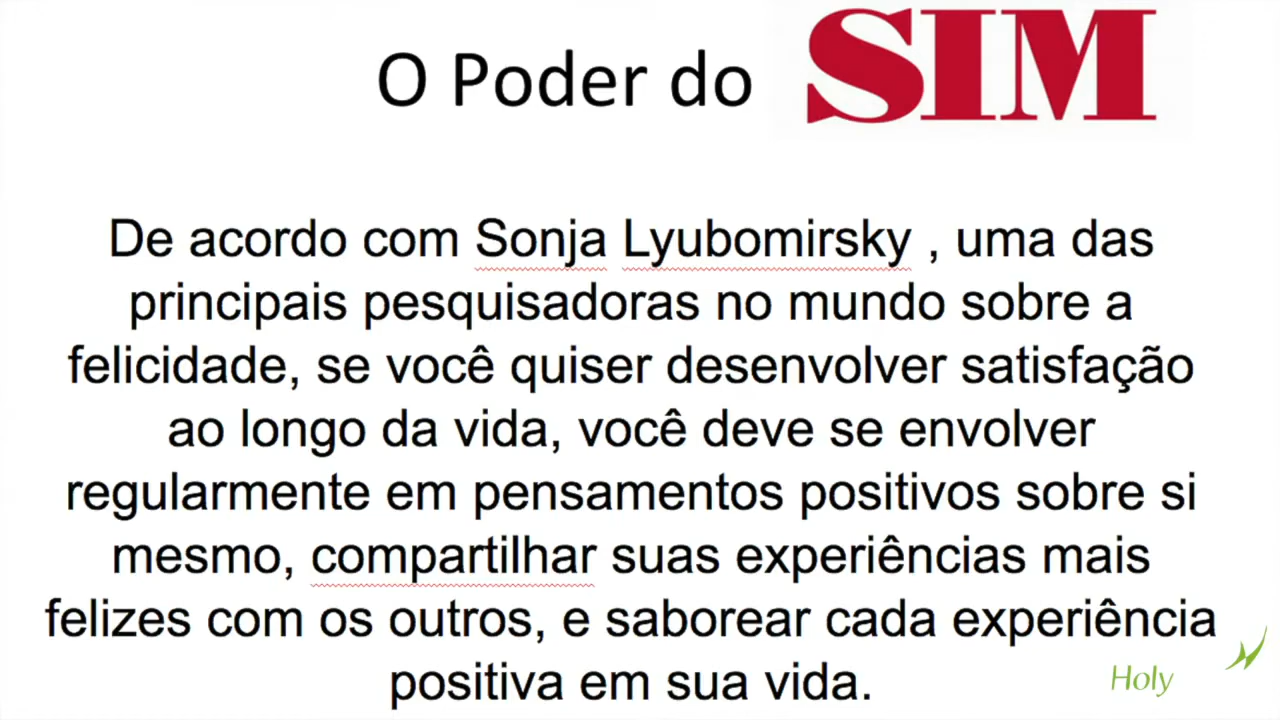 O Poder do SIM
De acordo com Sonja Lyubomirsky , uma das
principais pesquisadoras no mundo sobre a
felicidade, se você quiser desenvolver satisfação
ao longo da vida, você deve se envolver
regularmente em pensamentos positivos sobre si
mesmo, compartilhar suas experiências mais
felizes com os outros, e saborear cada experiência
positiva em sua vida.
Holy